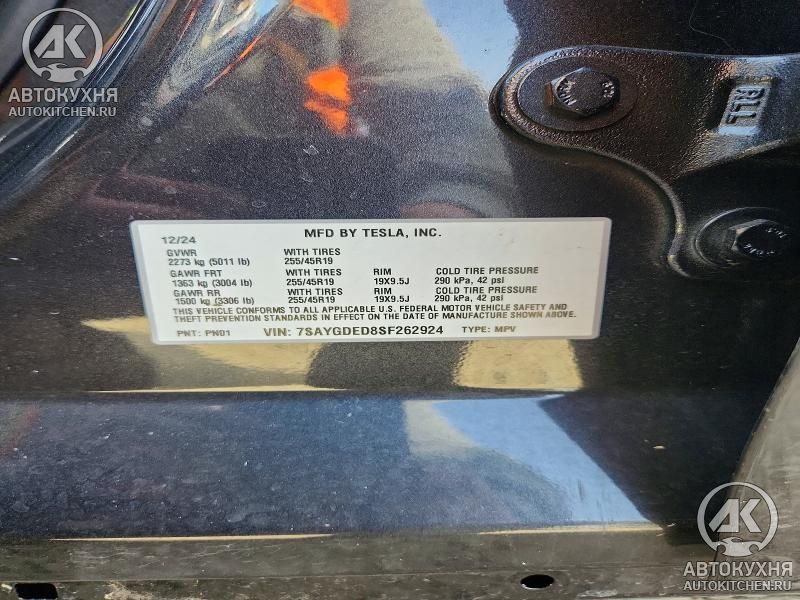 АК
АВТОКУХНЯ
AUTOKITCHEN.RU
12/24
MFD BY TESLA, INC.
GVWR WITH TIRES
2273 kg (5011 lb) 255/45R19
GAWR FRT WITH TIRES RIM COLD TIRE PRESSURE
1363 kg (3004 lb) 255/45R19 19X9.5J 290 kPa, 42 psi
GAWR RR WITH TIRES RIM COLD TIRE PRESSURE
1500 kg (3306 lb) 255/45R19 19X9.5J 290 kPa, 42 psi
THIS VEHICLE CONFORMS TO ALL APPLICABLE U.S. FEDERAL MOTOR VEHICLE SAFETY AND
THEFT PREVENTION STANDARDS IN EFFECT ON THE DATE OF MANUFACTURE SHOWN ABOVE.
PNT: PN01 VIN: 7SAYGDED8SF262924 TYPE: MPV
АК
АВТОКУХНЯ
AUTOKITCHEN.RU